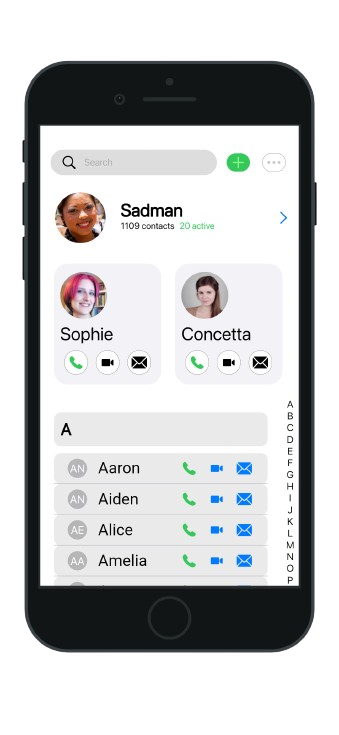 Search
Sadman
1109 contacts 20 active
Sophie
Concetta
A
AN Aaron
AN Aiden
AE Alice
AA Amelia
A
B
C
D
E
F
G
H
I
J
K
L
M
N
O
P